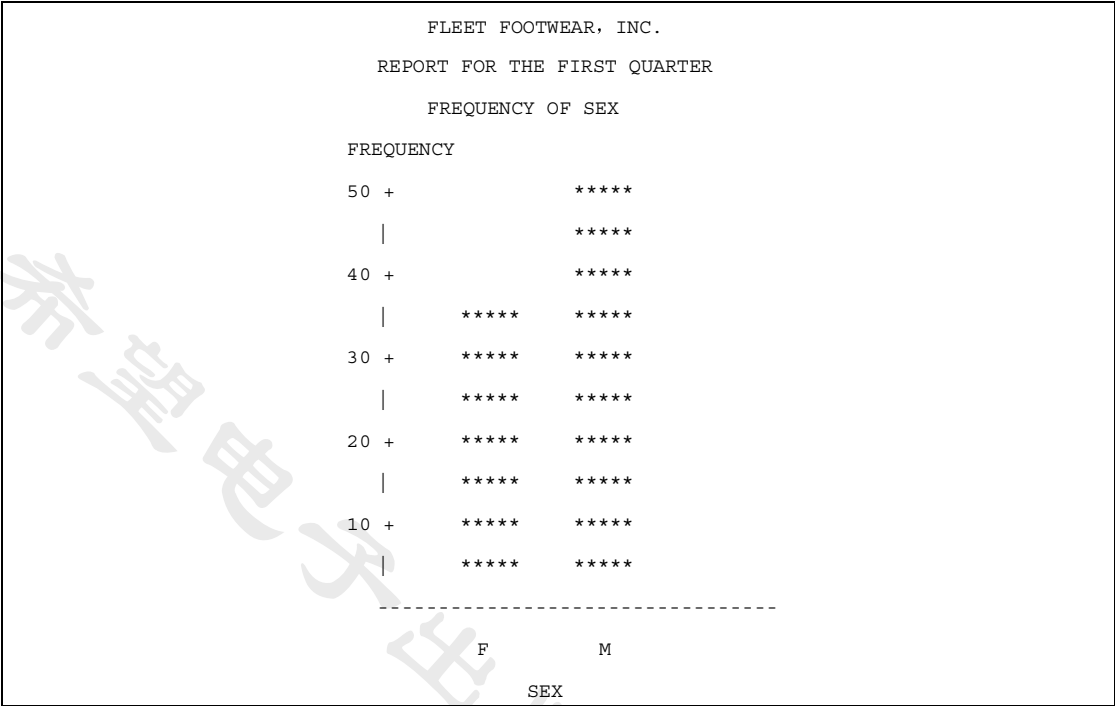 FLEET FOOTWEAR，INC.
REPORT FOR THE FIRST QUARTER
FREQUENCY OF SEX
FREQUENCY
50 +                *****
   |                *****
40 +                *****
   |      *****     *****
30 +      *****     *****
   |      *****     *****
20 +      *****     *****
   |      *****     *****
10 +      *****     *****
   |      *****     *****
---------------------------------
F M
SEX
希望电子出